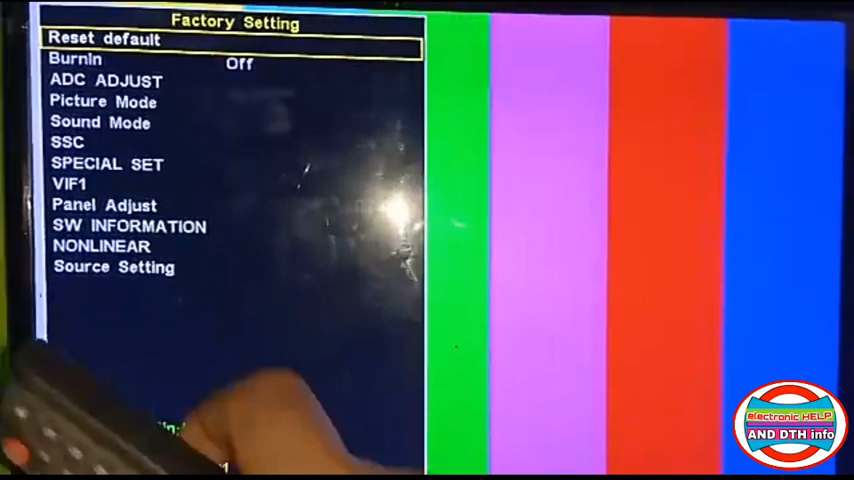 Factory Setting
Reset default
BurnIn Off
ADC ADJUST
Picture Mode
Sound Mode
SSC
SPECIAL SET
VIF1
Panel Adjust
SW INFORMATION
NONLINEAR
Source Setting
electronic HELP
AND DTH info